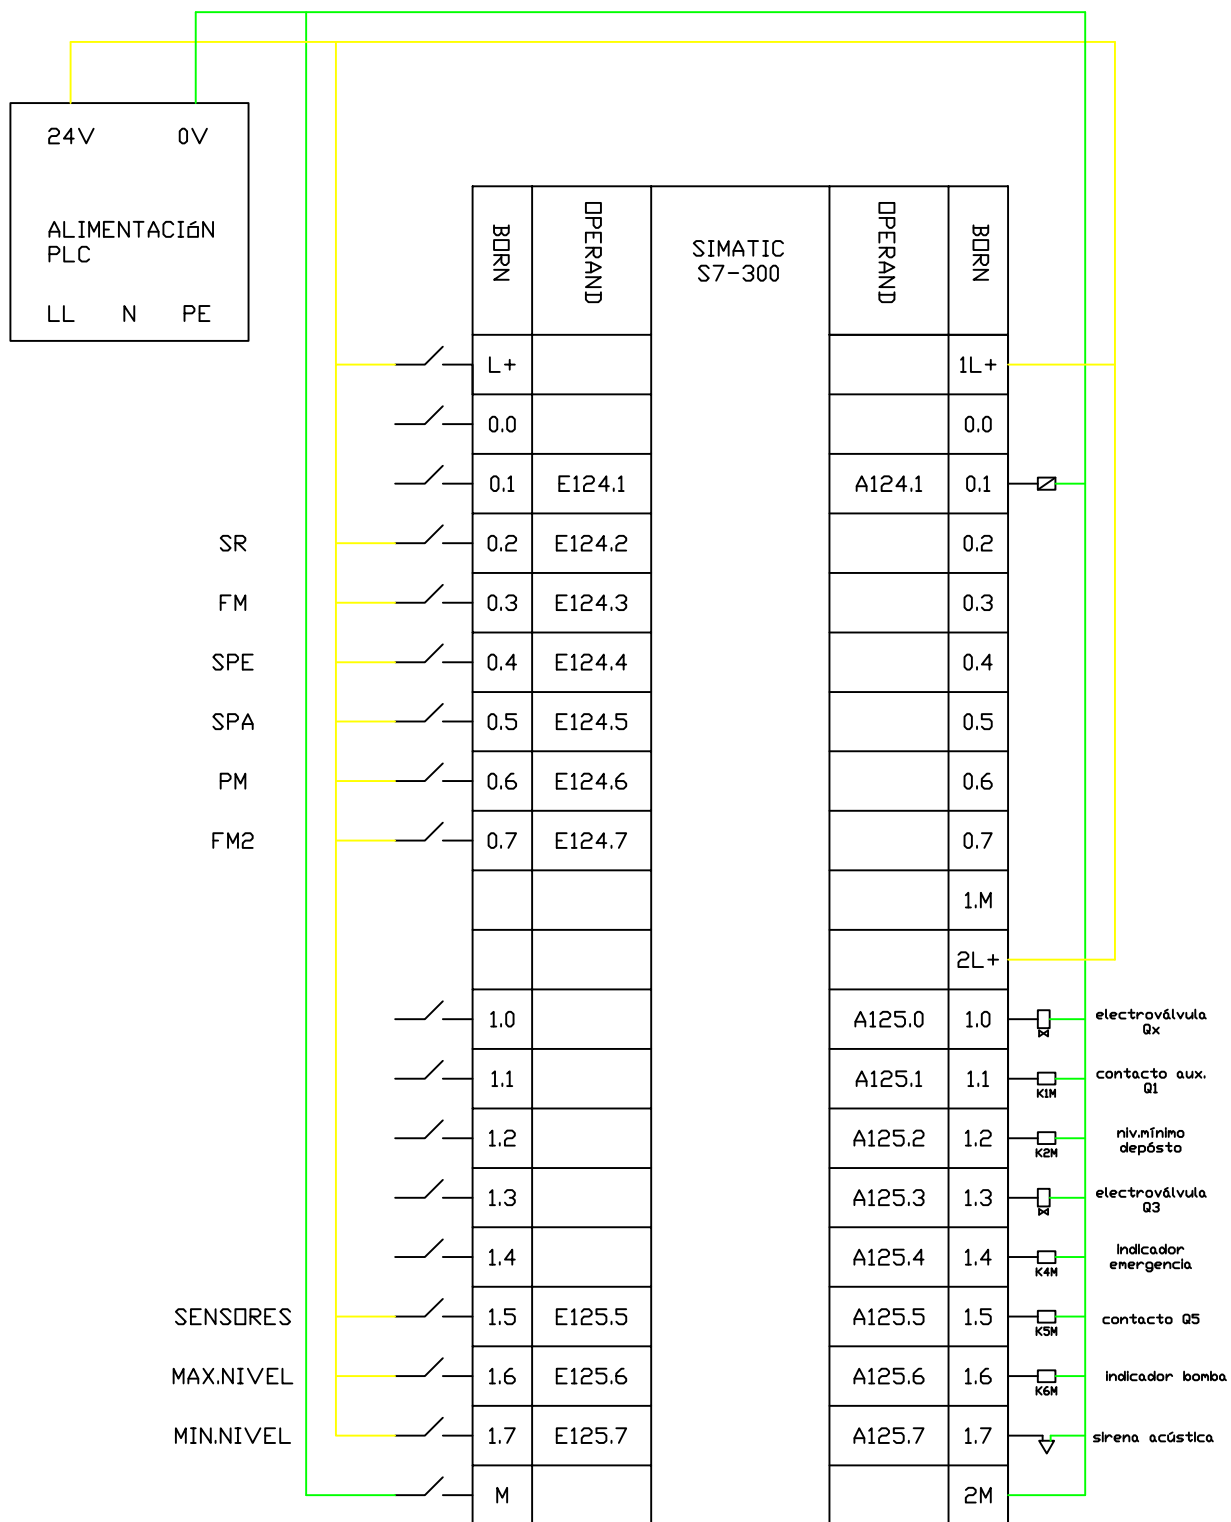 24V 0V
ALIMENTACIóN
PLC
LL N PE
BORN OPERAND SIMATIC OPERAND BORN
S7-300
L+ 1L+
0.0 0.0
0.1 E124.1 A124.1 0.1
SR 0.2 E124.2 0.2
FM 0.3 E124.3 0.3
SPE 0.4 E124.4 0.4
SPA 0.5 E124.5 0.5
PM 0.6 E124.6 0.6
FM2 0.7 E124.7 0.7
1.M
2L+
1.0 A125.0 1.0 electroválvula
Qx
1.1 A125.1 1.1 K1M contacto aux.
Q1
1.2 A125.2 1.2 K2M niv.mínimo
depósto
1.3 A125.3 1.3 electroválvula
Q3
1.4 A125.4 1.4 K4M indicador
emergencia
SENSORES 1.5 E125.5 A125.5 1.5 K5M contacto Q5
MAX.NIVEL 1.6 E125.6 A125.6 1.6 K6M indicador bomba
MIN.NIVEL 1.7 E125.7 A125.7 1.7 sirena acústica
M 2M